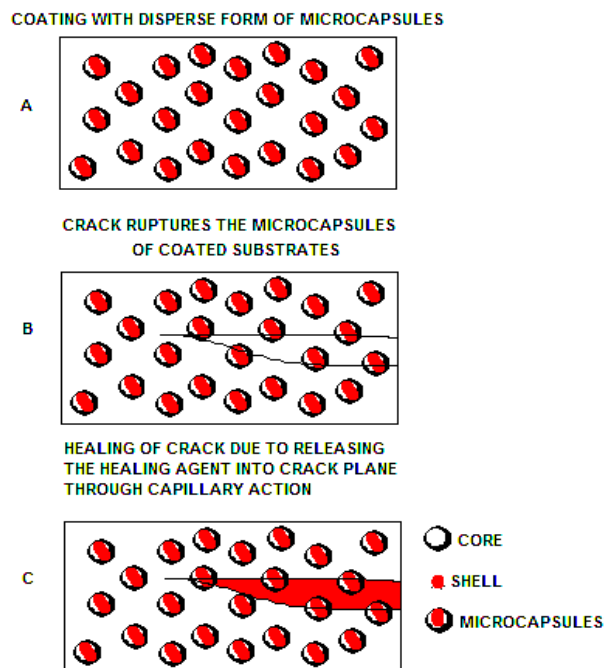 COATING WITH DISPERSE FORM OF MICROCAPSULES
A
CRACK RUPTURES THE MICROCAPSULES
OF COATED SUBSTRATES
B
HEALING OF CRACK DUE TO RELEASING
THE HEALING AGENT INTO CRACK PLANE
THROUGH CAPILLARY ACTION
C
CORE
SHELL
MICROCAPSULES